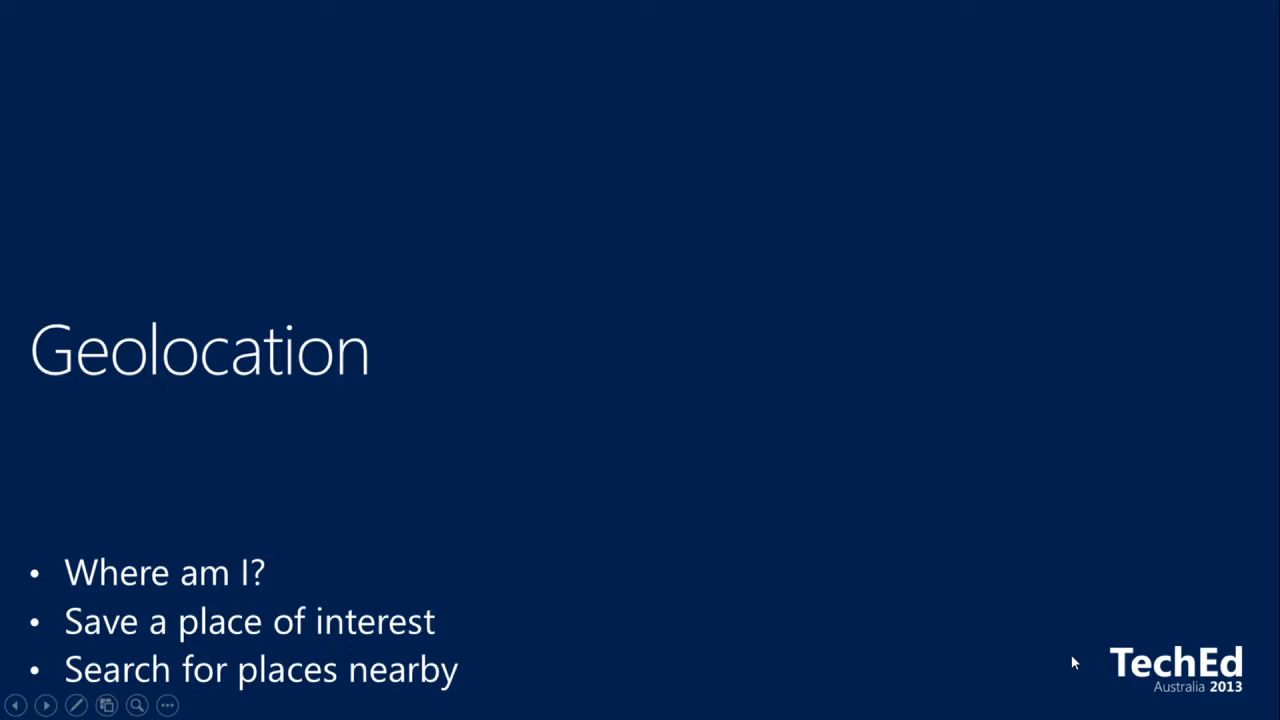 Geolocation
• Where am I?
• Save a place of interest
• Search for places nearby
TechEd
Australia 2013